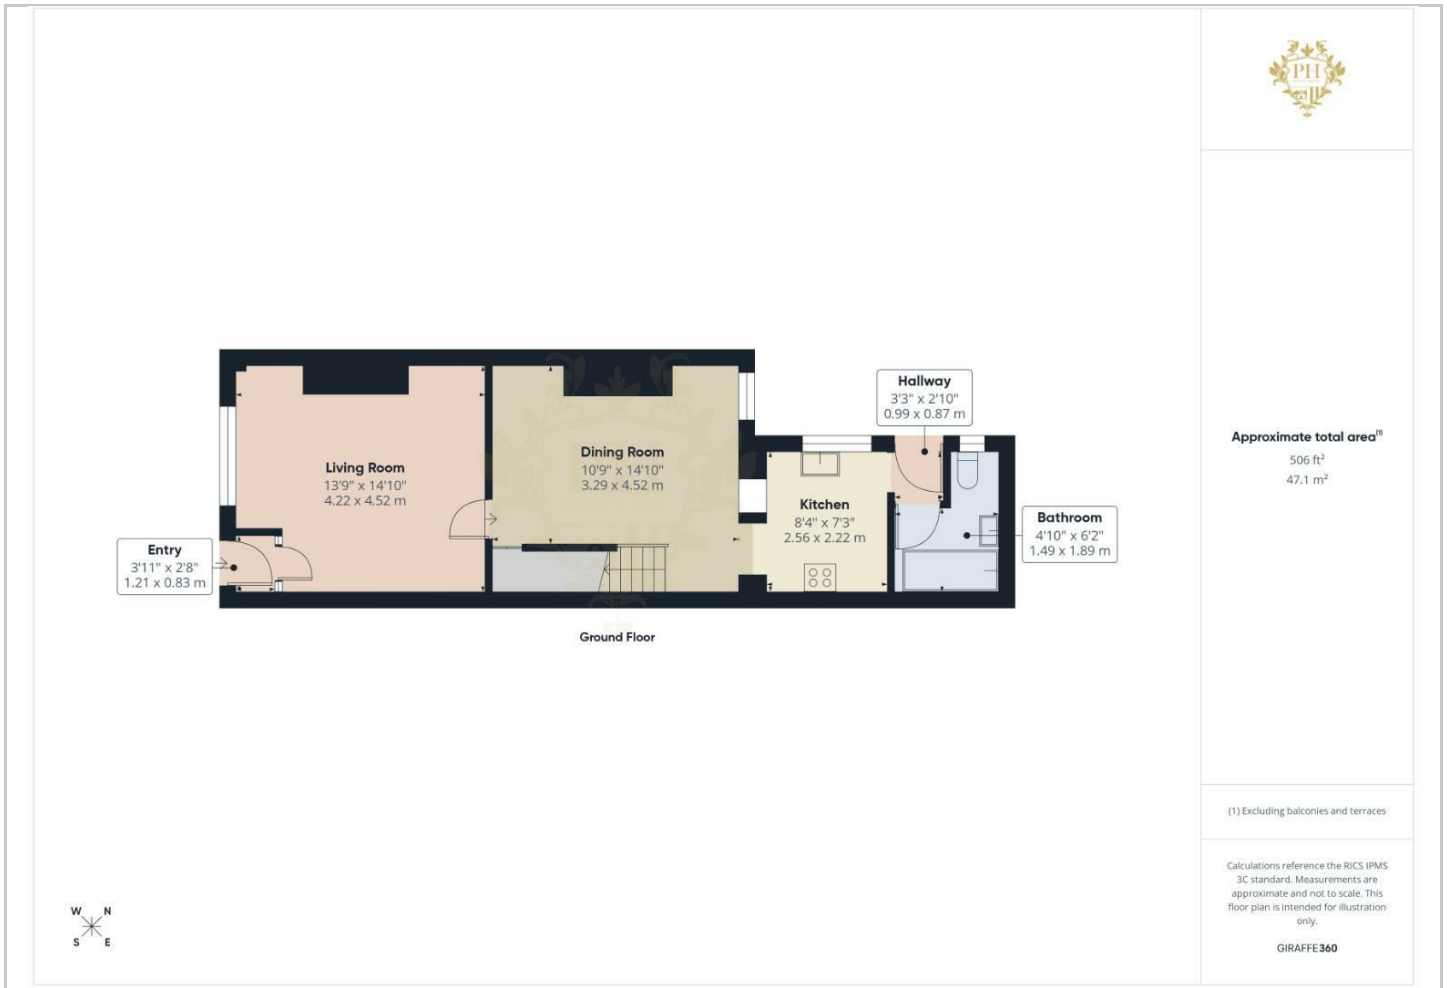 PH
Hallway
3'3" x 2'10"
0.99 x 0.87 m
Living Room
13'9" x 14'10"
4.22 x 4.52 m
Dining Room
10'9" x 14'10"
3.29 x 4.52 m
Kitchen
8'4" x 7'3"
2.56 x 2.22 m
Bathroom
4'10" x 6'2"
1.49 x 1.89 m
Entry
3'11" x 2'8"
1.21 x 0.83 m
Ground Floor
Approximate total area⁽¹⁾
506 ft²
47.1 m²
(1) Excluding balconies and terraces
Calculations reference the RICS IPMS
3C standard. Measurements are
approximate and not to scale. This
floor plan is intended for illustration
only.
GIRAFFE360
W N
S E